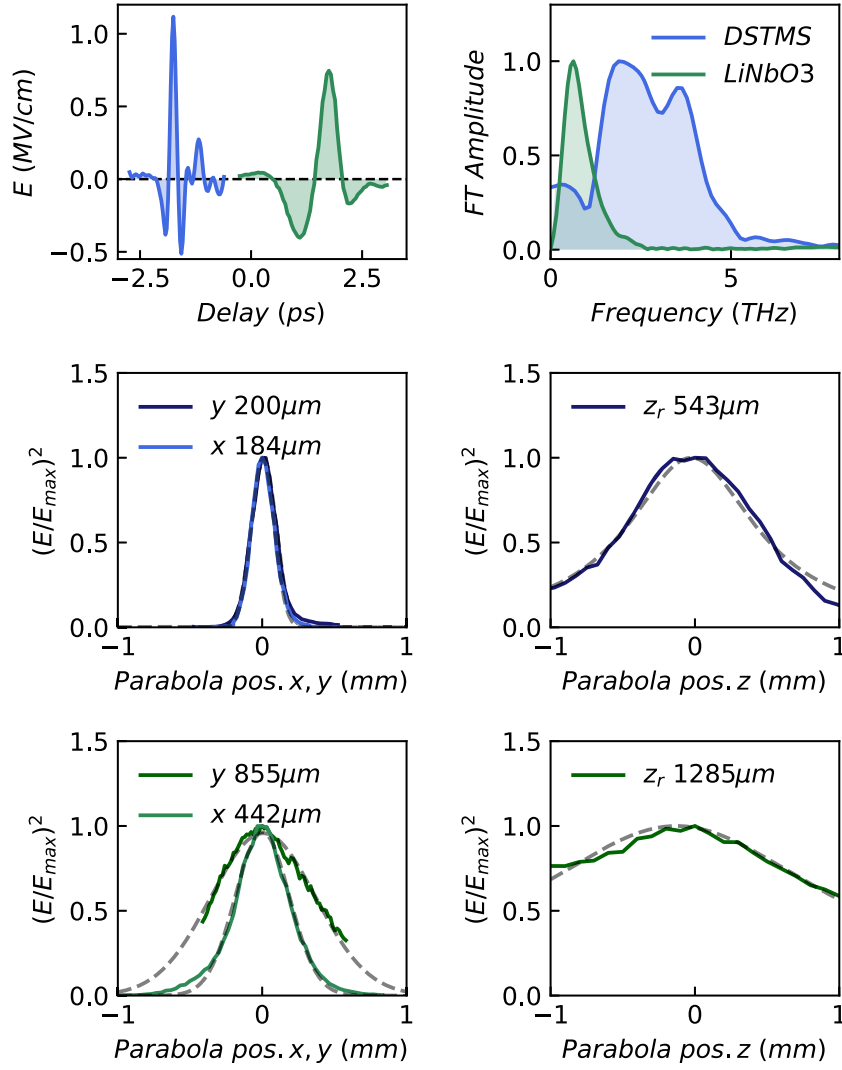 E (MV/cm)
1.0
0.5
0.0
−0.5
−2.5 0.0 2.5
Delay (ps)
FT Amplitude
1.0
0.5
0.0
0 5
Frequency (THz)
DSTMS
LiNbO3
(E/E_max)²
1.5
1.0
0.5
0.0
−1 0 1
Parabola pos. x, y (mm)
y 200μm
x 184μm
(E/E_max)²
1.5
1.0
0.5
0.0
−1 0 1
Parabola pos. z (mm)
z_r 543μm
(E/E_max)²
1.5
1.0
0.5
0.0
−1 0 1
Parabola pos. x, y (mm)
y 855μm
x 442μm
(E/E_max)²
1.5
1.0
0.5
0.0
−1 0 1
Parabola pos. z (mm)
z_r 1285μm